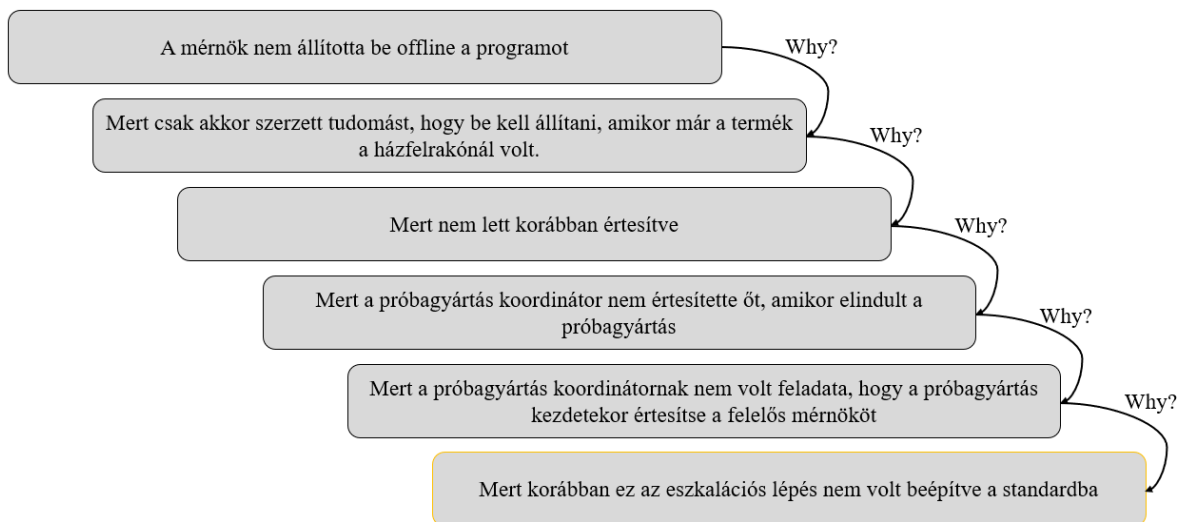 A mérnök nem állította be offline a programot
Why?
Mert csak akkor szerzett tudomást, hogy be kell állítani, amikor már a termék
a házfelrakónál volt.
Why?
Mert nem lett korábban értesítve
Why?
Mert a próbagyártás koordinátor nem értesítette őt, amikor elindult a
próbagyártás
Why?
Mert a próbagyártás koordinátornak nem volt feladata, hogy a próbagyártás
kezdetekor értesítse a felelős mérnököt
Why?
Mert korábban ez az eszkalációs lépés nem volt beépítve a standardba